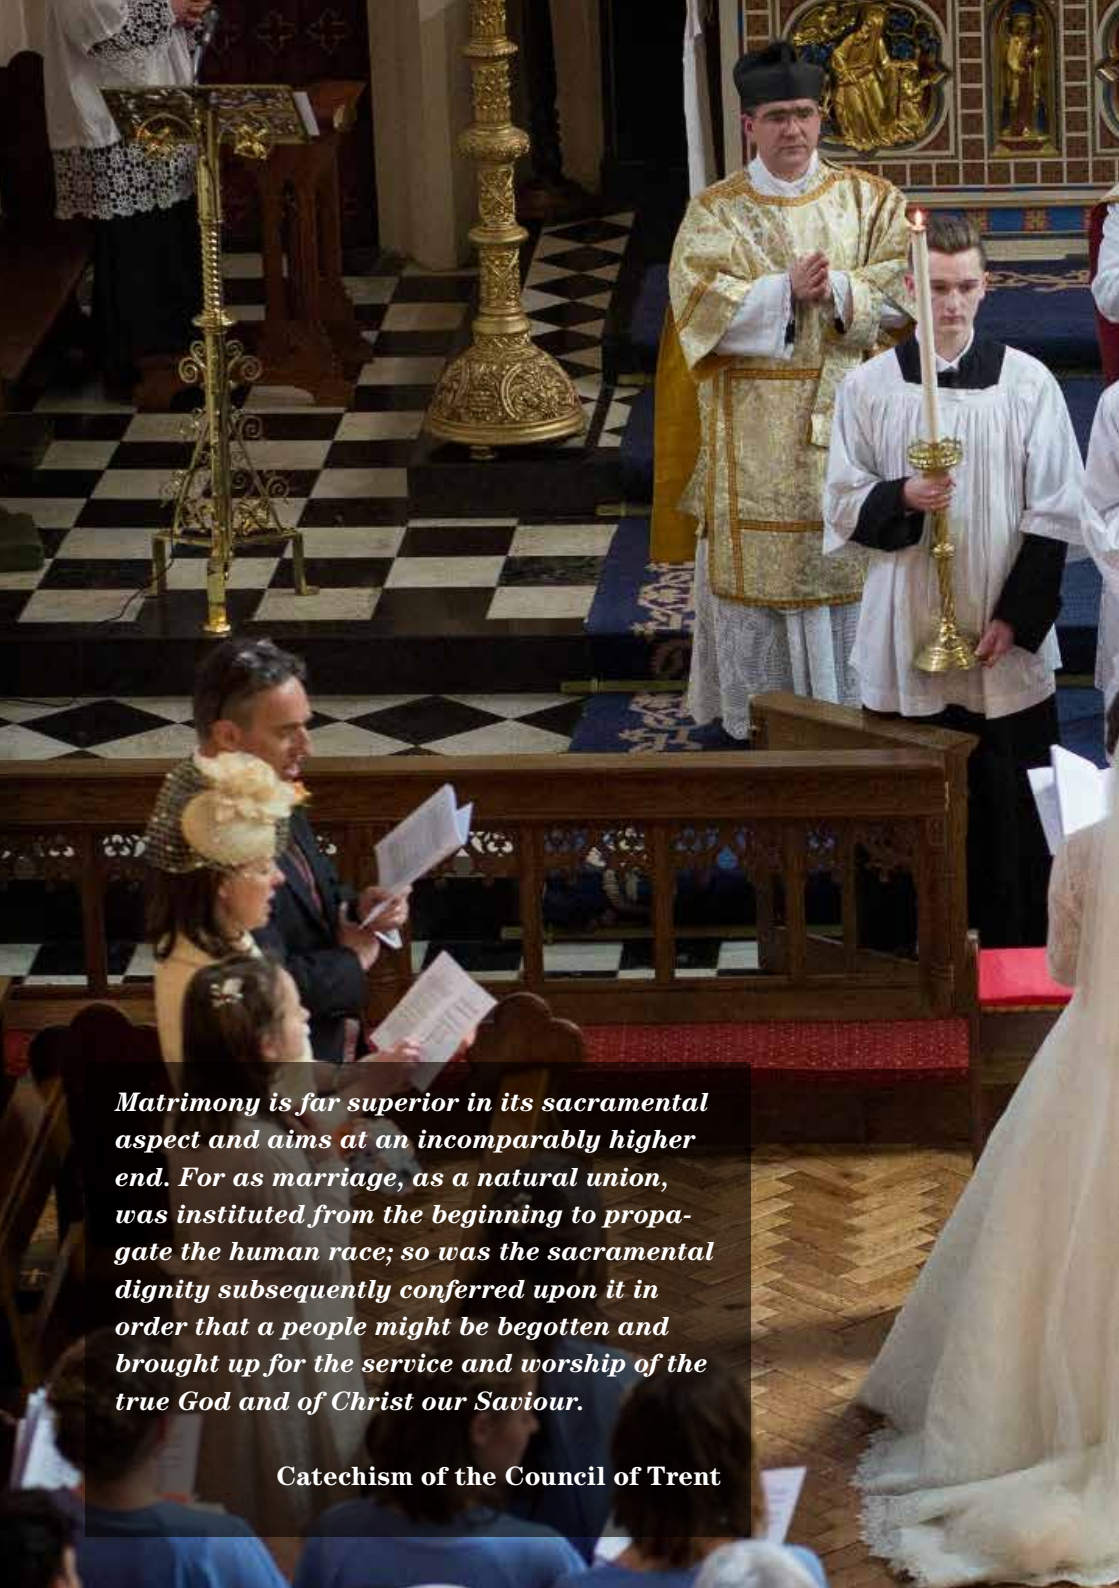 Matrimony is far superior in its sacramental
aspect and aims at an incomparably higher
end. For as marriage, as a natural union,
was instituted from the beginning to propa-
gate the human race; so was the sacramental
dignity subsequently conferred upon it in
order that a people might be begotten and
brought up for the service and worship of the
true God and of Christ our Saviour.
Catechism of the Council of Trent